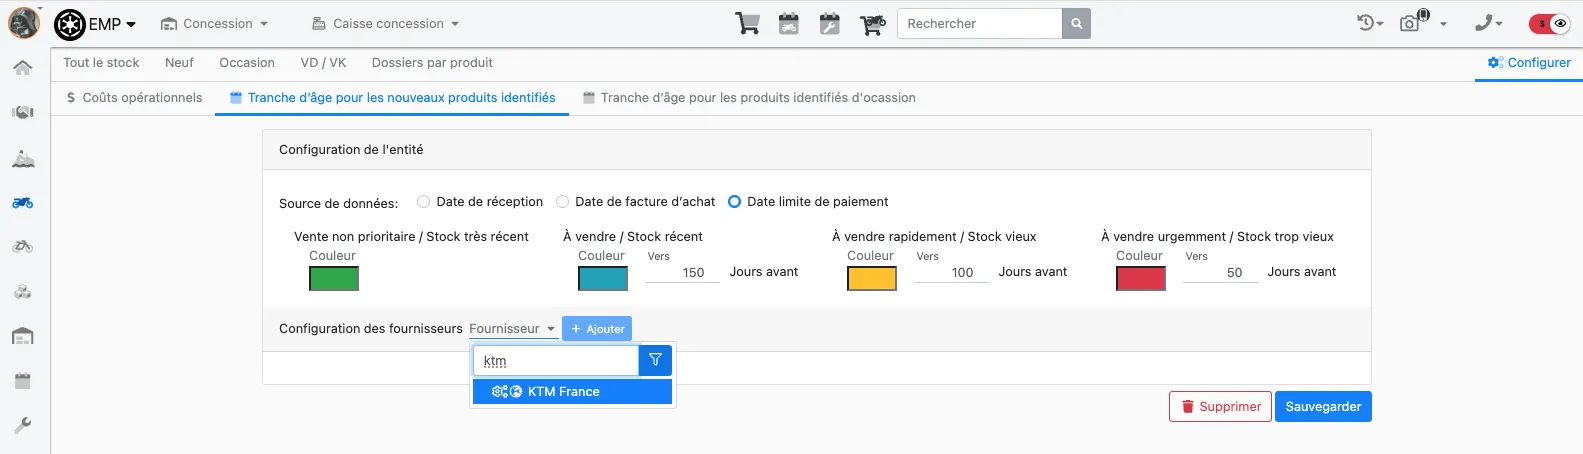 EMP Concession Caisse concession Rechercher $
Tout le stock Neuf Occasion VD / VK Dossiers par produit Configurer
$ Coûts opérationnels Tranche d’âge pour les nouveaux produits identifiés Tranche d’âge pour les produits identifiés d'ocassion
Configuration de l'entité
Source de données: Date de réception Date de facture d’achat Date limite de paiement
Vente non prioritaire / Stock très récent À vendre / Stock récent À vendre rapidement / Stock vieux À vendre urgemment / Stock trop vieux
Couleur Couleur Vers Couleur Vers Couleur Vers
150 Jours avant 100 Jours avant 50 Jours avant
Configuration des fournisseurs Fournisseur + Ajouter
ktm
KTM France
Supprimer Sauvegarder